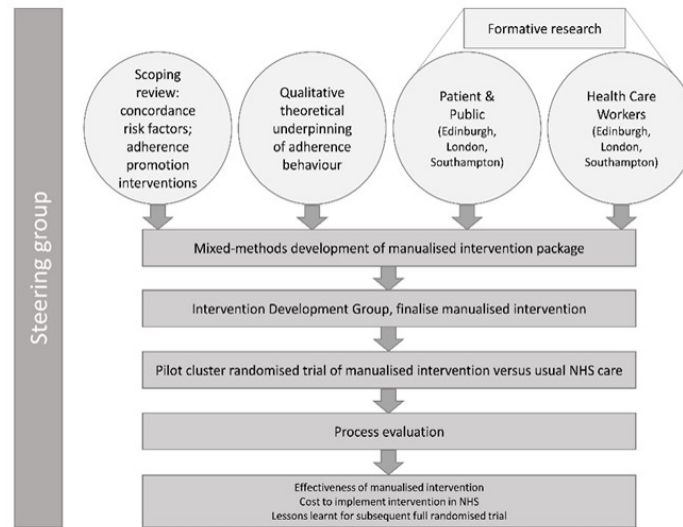 Steering group
Formative research
Scoping
review:
concordance
risk factors;
adherence
promotion
interventions
Qualitative
theoretical
underpinning
of adherence
behaviour
Patient &
Public
(Edinburgh,
London,
Southampton)
Health Care
Workers
(Edinburgh,
London,
Southampton)
Mixed-methods development of manualised intervention package
Intervention Development Group, finalise manualised intervention
Pilot cluster randomised trial of manualised intervention versus usual NHS care
Process evaluation
Effectiveness of manualised intervention
Cost to implement intervention in NHS
Lessons learnt for subsequent full randomised trial